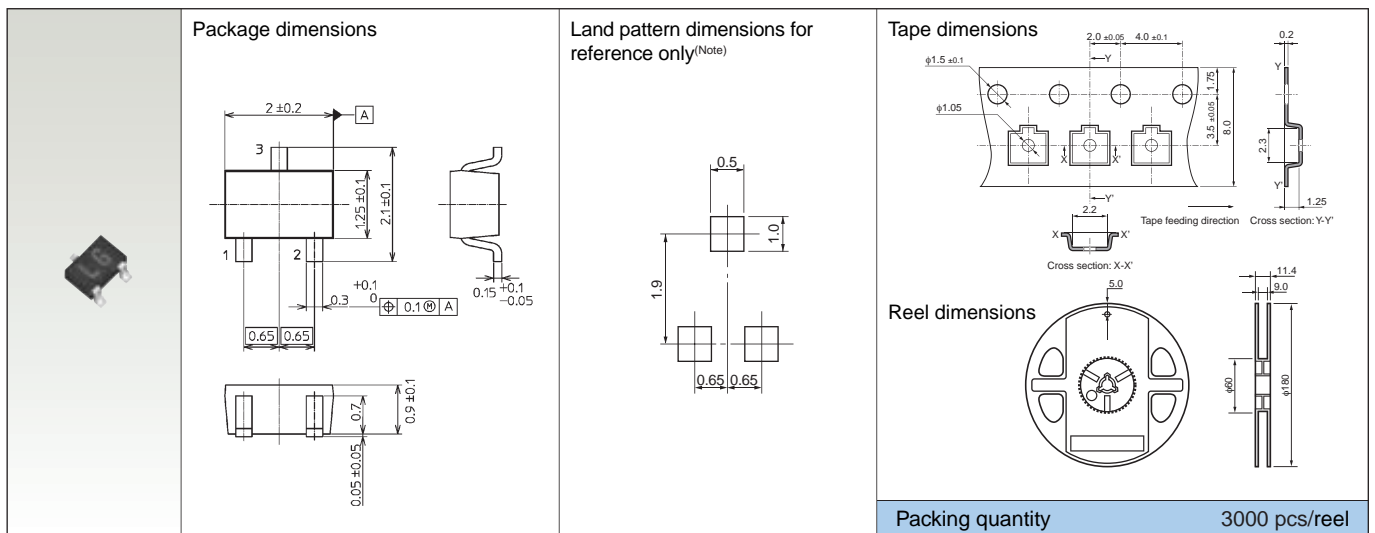 Package dimensions
2 ±0.2
A
3
1.25 ±0.1
2.1 ±0.1
1
2
0.3 +0.1 0
⌖ 0.1 Ⓜ A
0.15 +0.1 −0.05
0.65 0.65
0.7
0.9 ±0.1
0.05 ±0.05
L6
Land pattern dimensions for
reference only(Note)
0.5
1.0
1.9
0.65 0.65
Tape dimensions
2.0 ±0.05 4.0 ±0.1
0.2
φ1.5 ±0.1
Y
Y
1.75
φ1.05
3.5 ±0.05
8.0
2.3
X X'
Y'
Y'
1.25
2.2
Tape feeding direction
Cross section: Y-Y'
X X'
Cross section: X-X'
Reel dimensions
5.0
11.4
9.0
φ60
φ180
Packing quantity 3000 pcs/reel